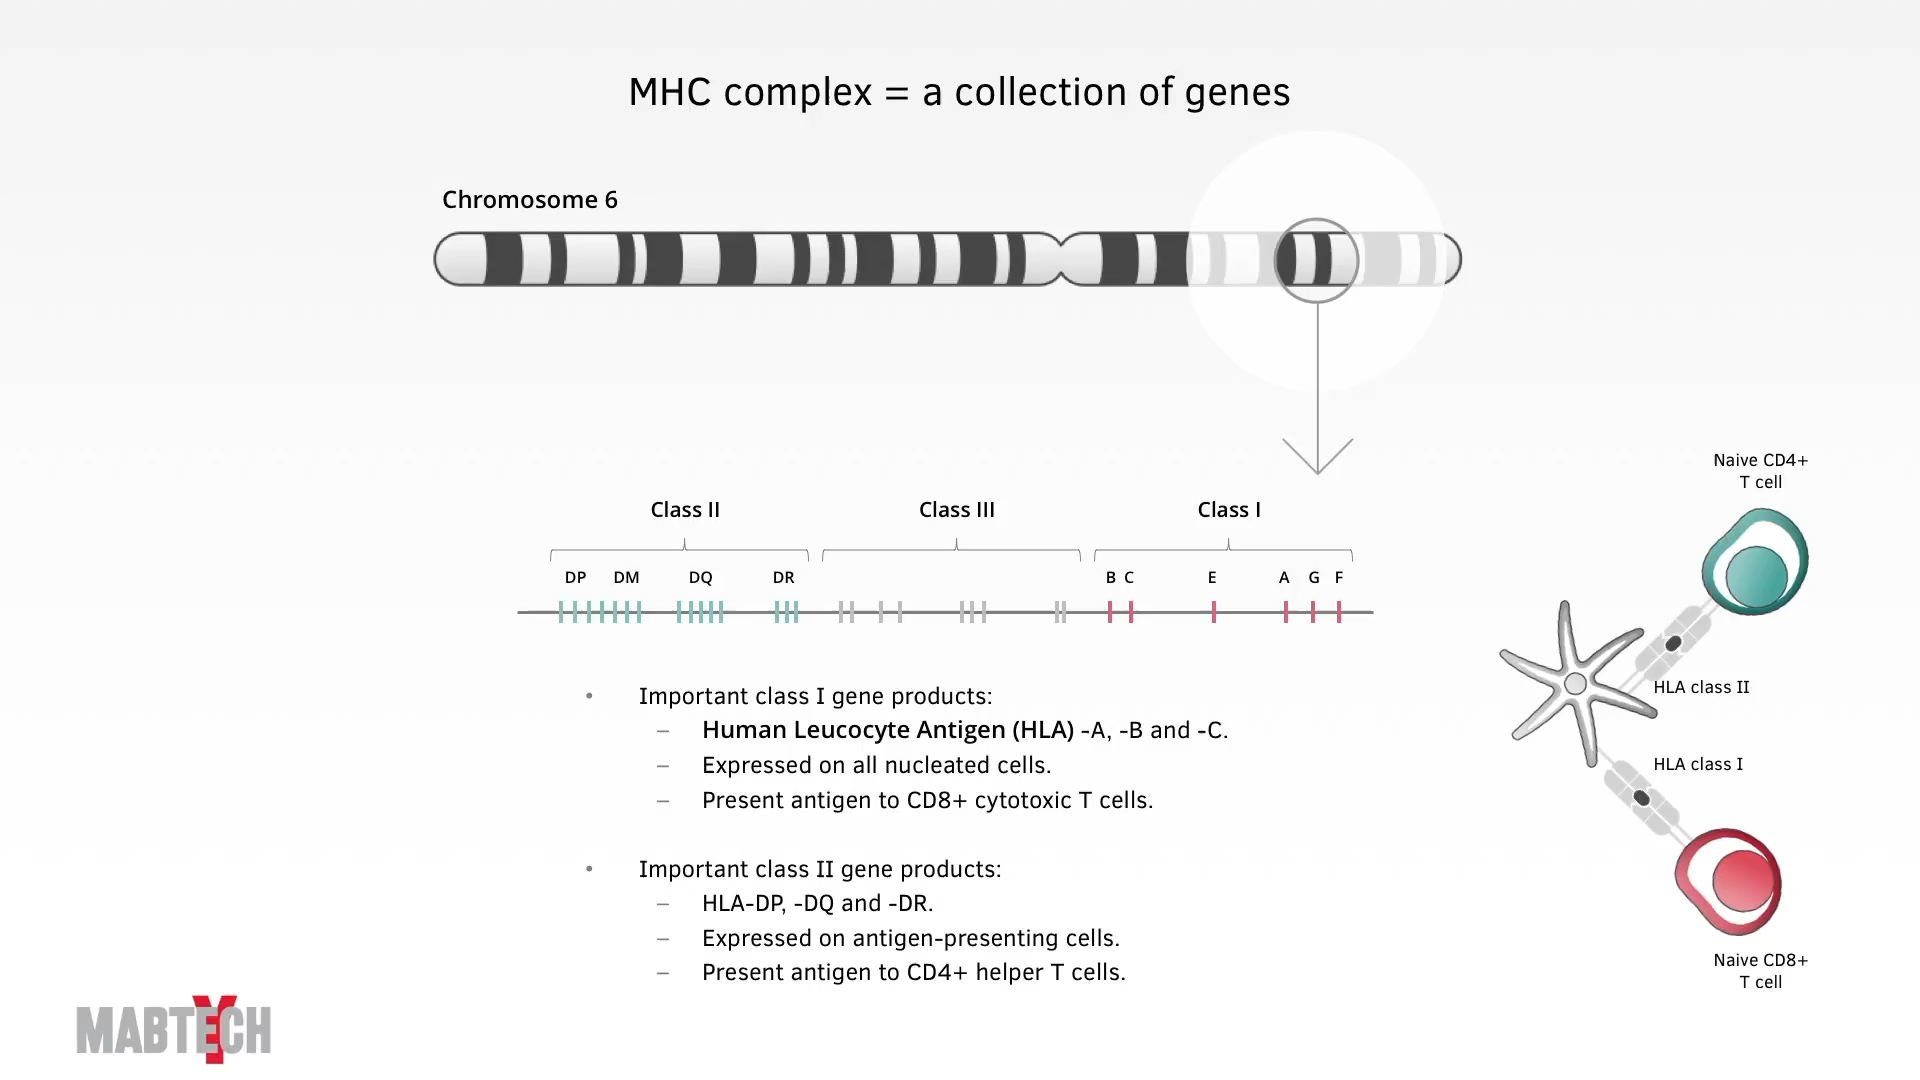 MHC complex = a collection of genes
Chromosome 6
Class II
Class III
Class I
DP DM DQ DR B C E A G F
• Important class I gene products:
– Human Leucocyte Antigen (HLA) -A, -B and -C.
– Expressed on all nucleated cells.
– Present antigen to CD8+ cytotoxic T cells.
• Important class II gene products:
– HLA-DP, -DQ and -DR.
– Expressed on antigen-presenting cells.
– Present antigen to CD4+ helper T cells.
Naive CD4+
T cell
HLA class II
HLA class I
Naive CD8+
T cell
MABTECH